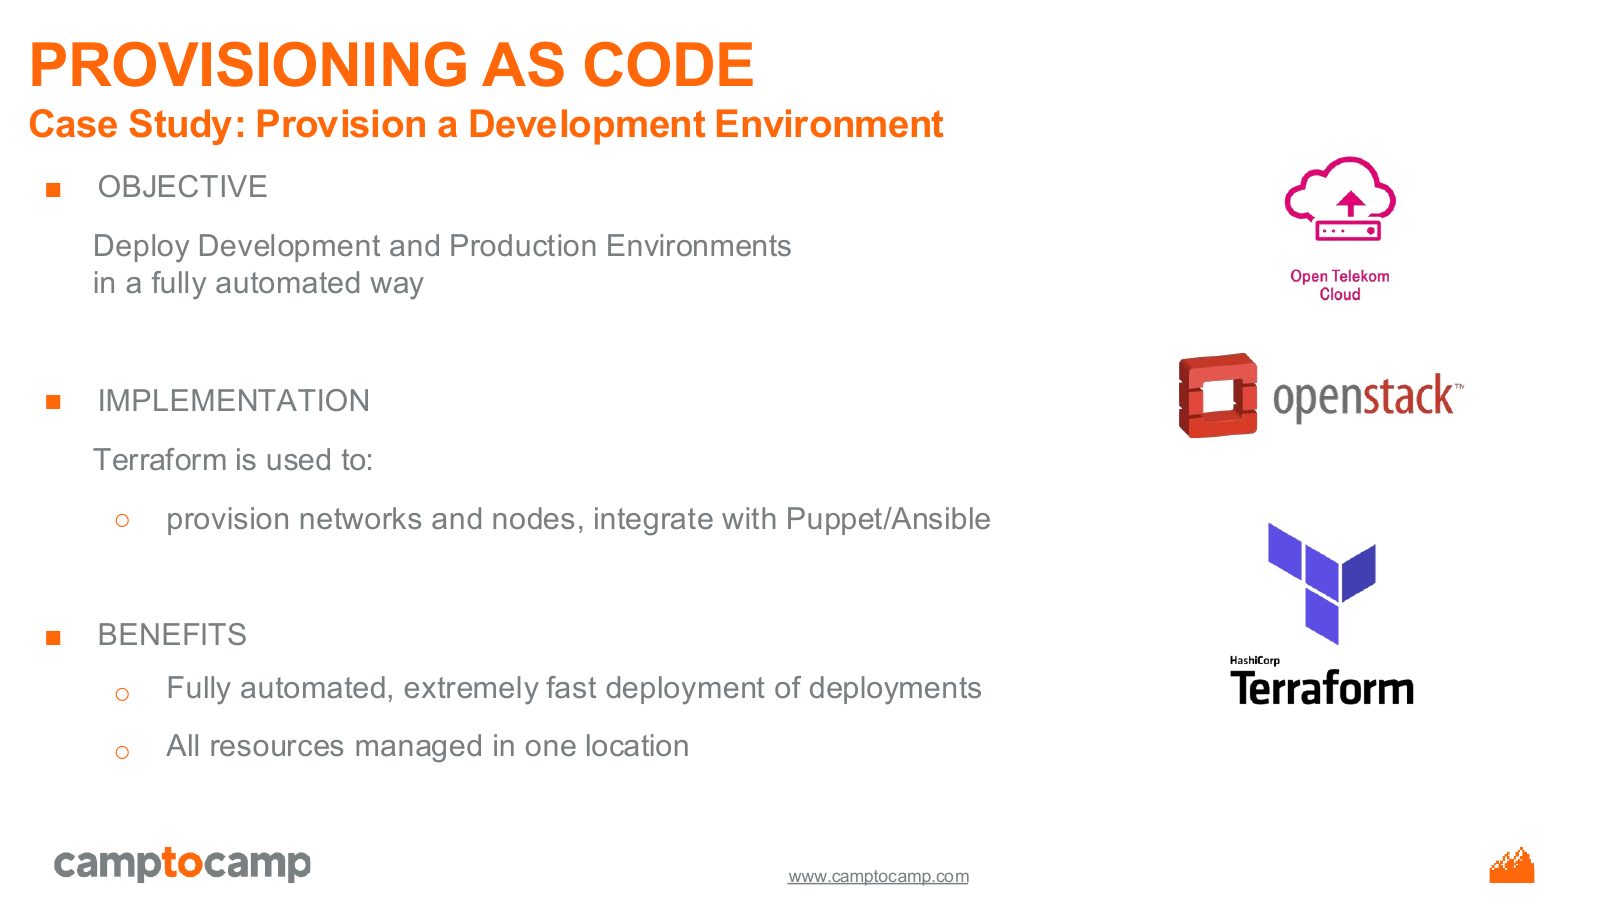 PROVISIONING AS CODE
Case Study: Provision a Development Environment
■ OBJECTIVE
Deploy Development and Production Environments
in a fully automated way
■ IMPLEMENTATION
Terraform is used to:
○ provision networks and nodes, integrate with Puppet/Ansible
■ BENEFITS
○ Fully automated, extremely fast deployment of deployments
○ All resources managed in one location
Open Telekom
Cloud
openstack™
HashiCorp
Terraform
camptocamp
www.camptocamp.com